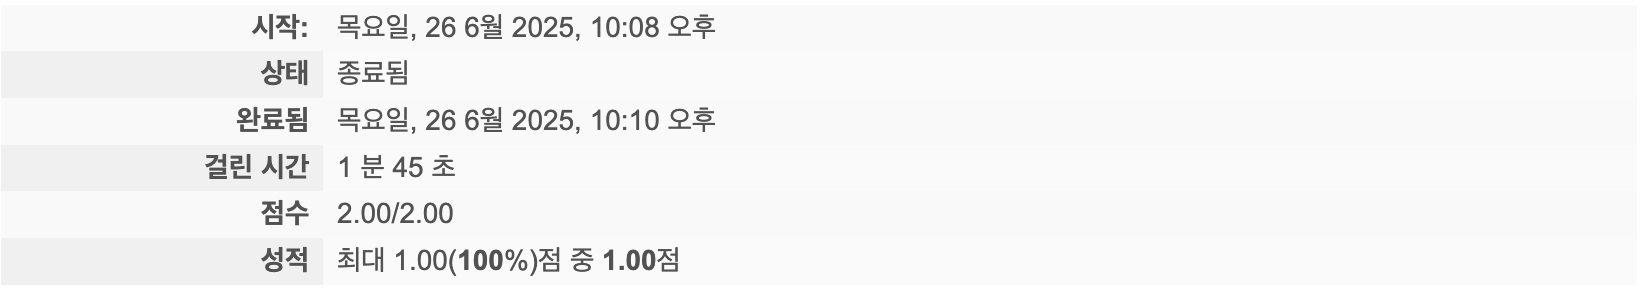 시작: 목요일, 26 6월 2025, 10:08 오후
상태 종료됨
완료됨 목요일, 26 6월 2025, 10:10 오후
걸린 시간 1 분 45 초
점수 2.00/2.00
성적 최대 1.00(100%)점 중 1.00점